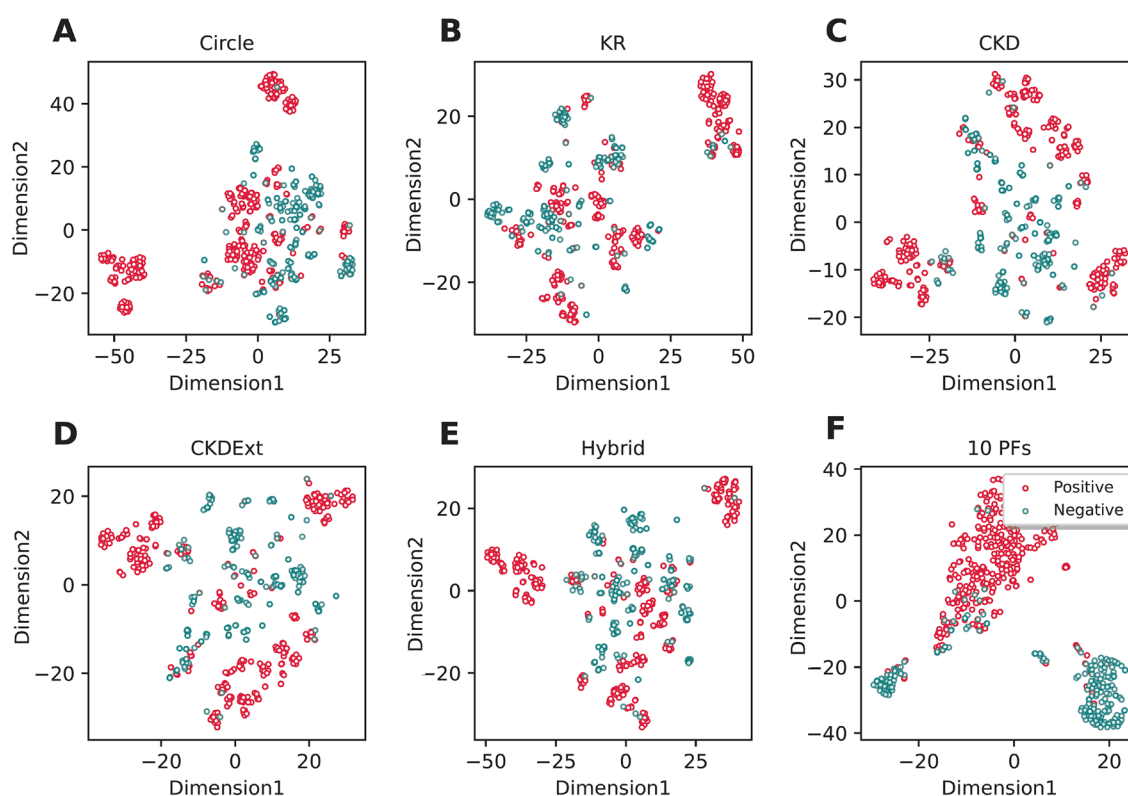 A
Circle
Dimension2
40
20
0
−20
−50
−25
0
25
Dimension1
B
KR
Dimension2
20
0
−20
−25
0
25
50
Dimension1
C
CKD
Dimension2
30
20
10
0
−10
−20
−25
0
25
Dimension1
D
CKDExt
Dimension2
20
0
−20
−20
0
20
Dimension1
E
Hybrid
Dimension2
20
0
−20
−50
−25
0
25
Dimension1
F
10 PFs
Positive
Negative
Dimension2
40
20
0
−20
−40
−20
0
20
Dimension1